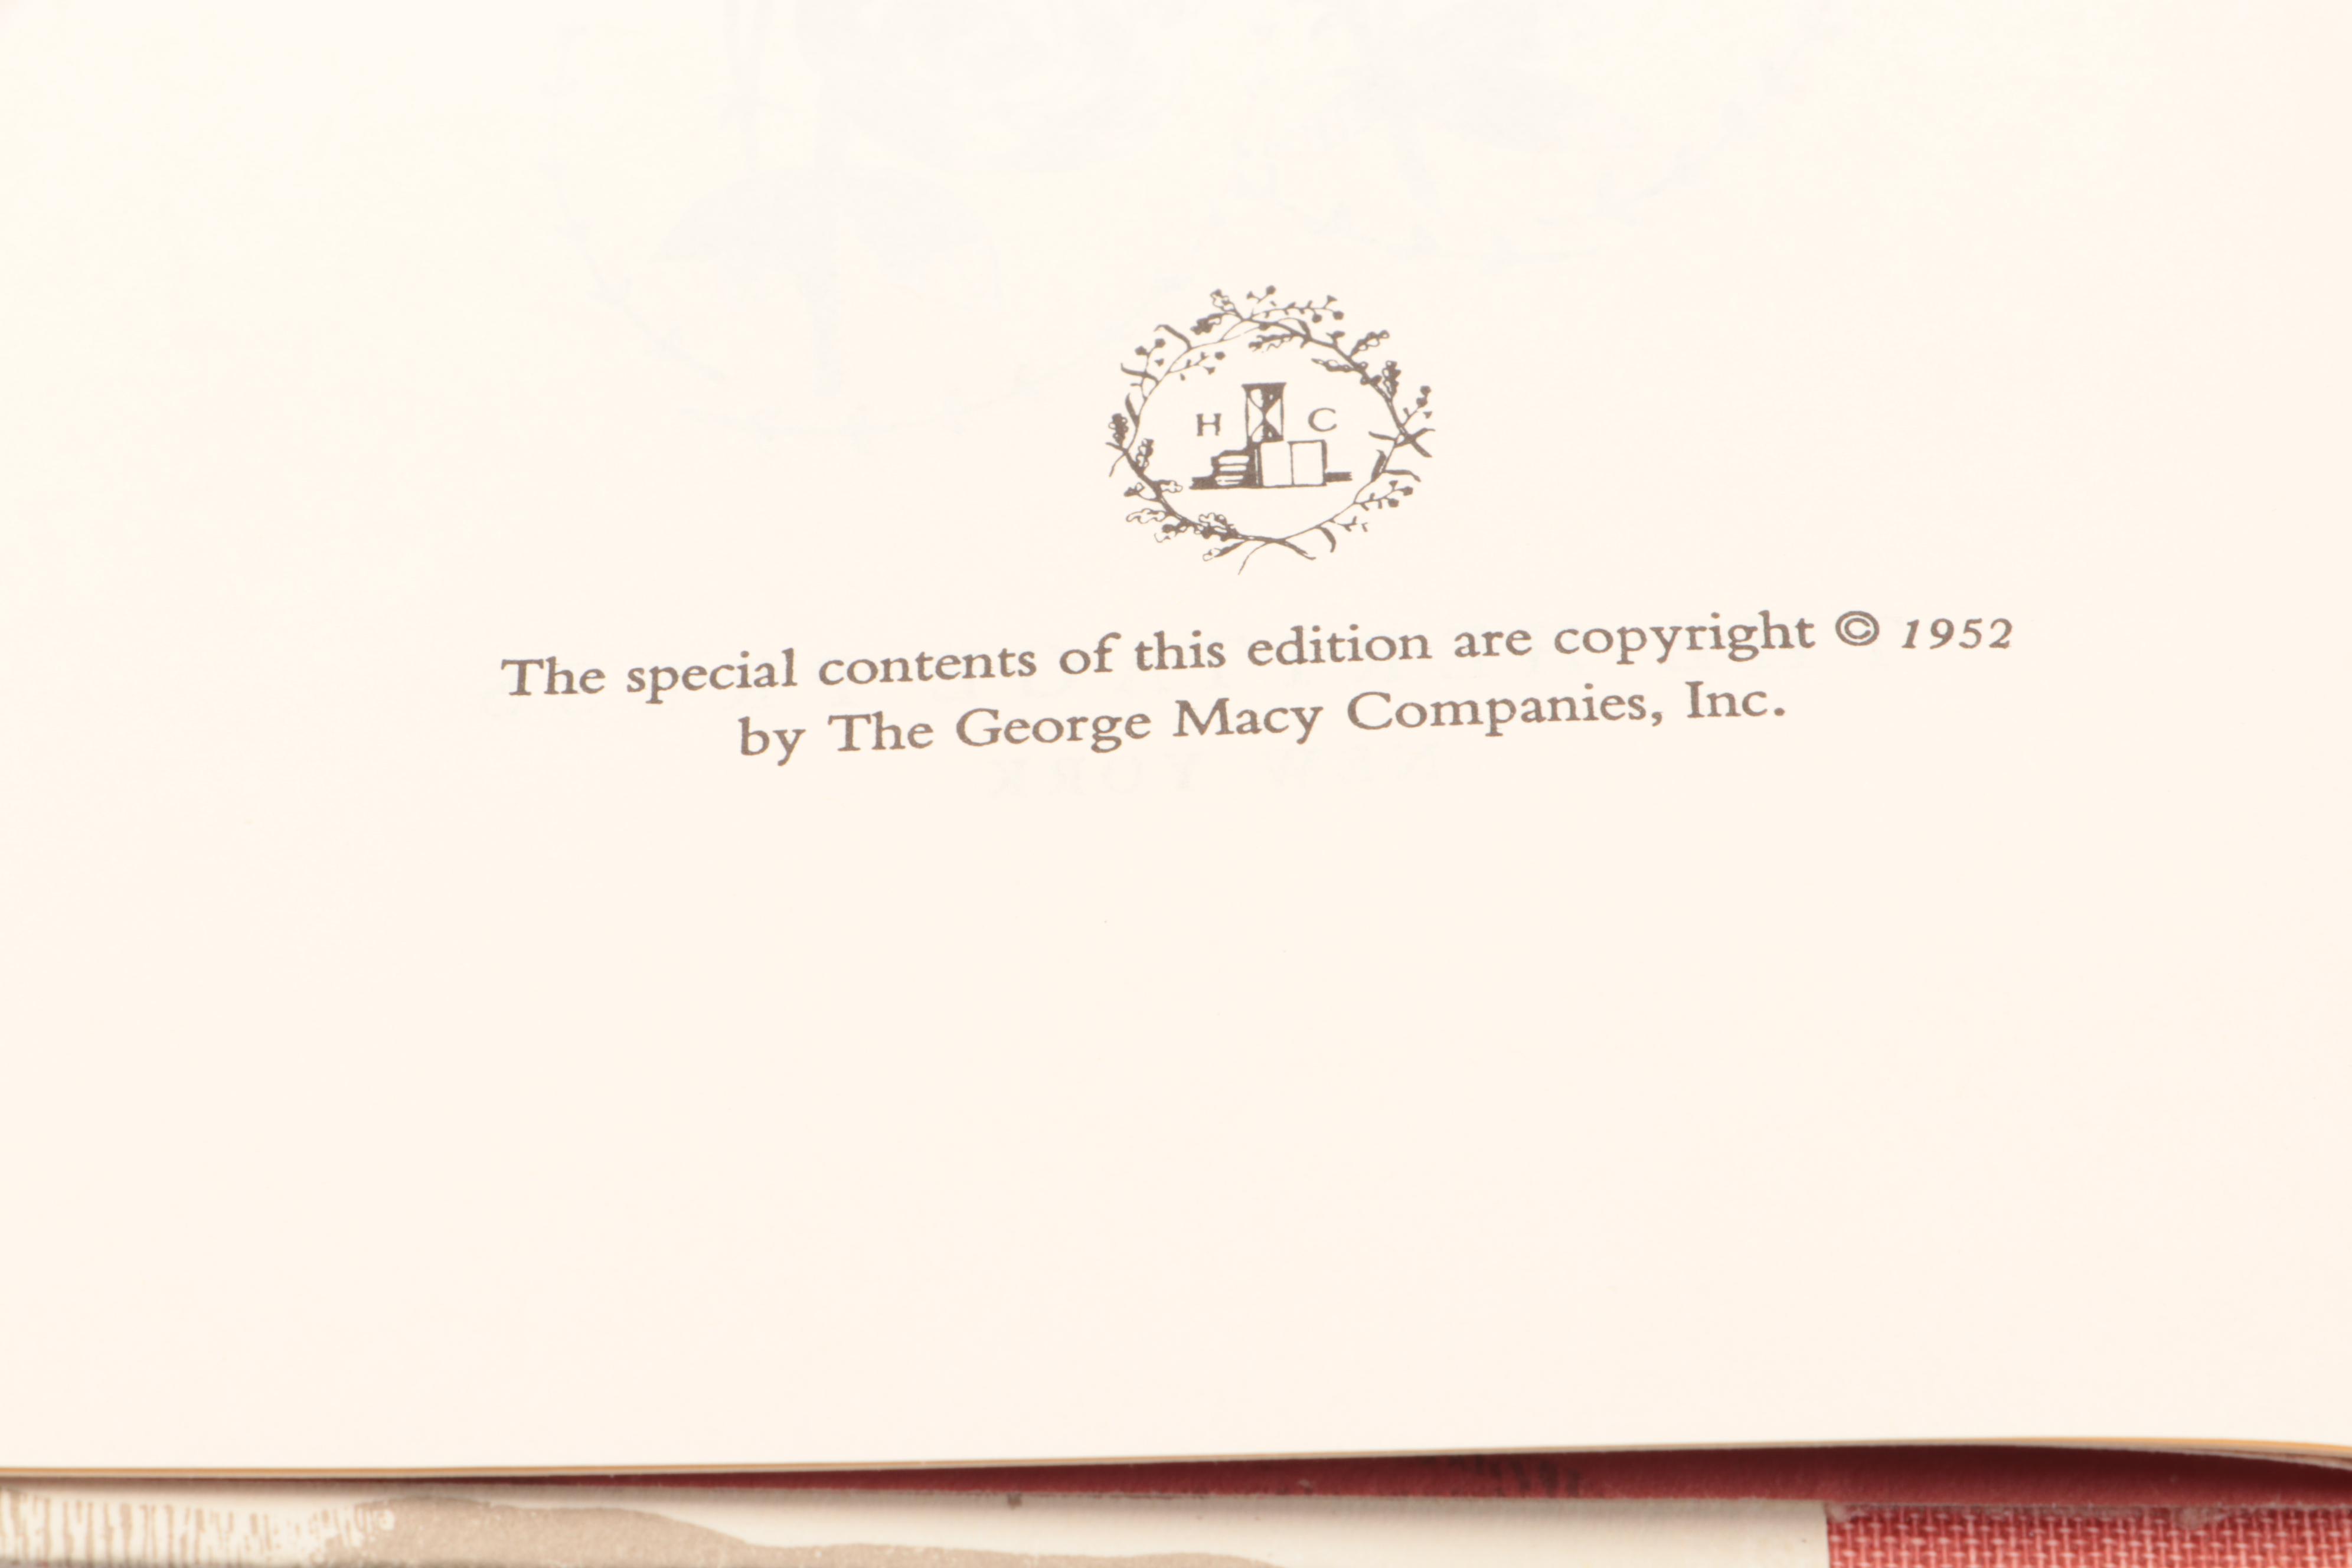 H C
The special contents of this edition are copyright © 1952
by The George Macy Companies, Inc.